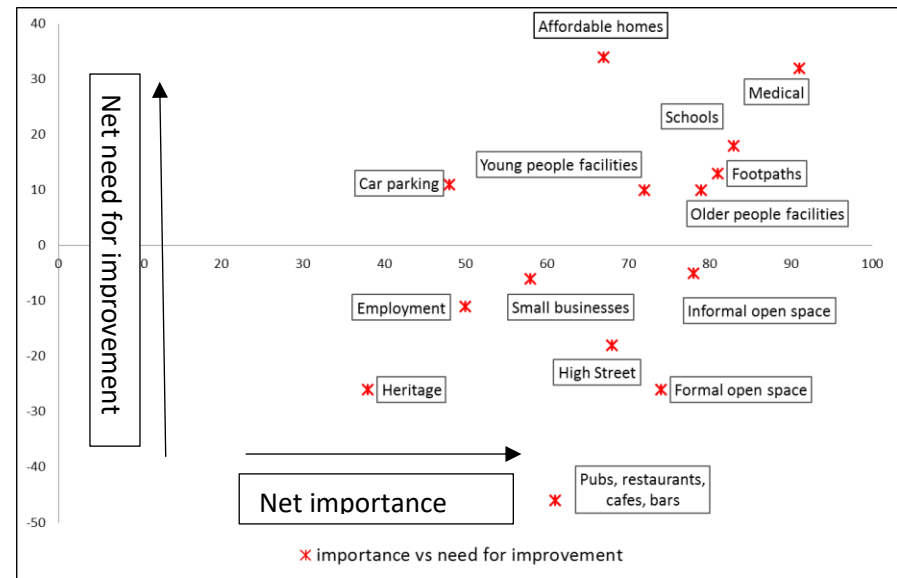 40
Affordable homes
30
Medical
Schools
20
Young people facilities
Footpaths
Car parking
10
Older people facilities
0
0
10
20
30
40
50
60
70
80
90
100
-10
Employment
Small businesses
Informal open space
-20
High Street
Heritage
Formal open space
-30
-40
Pubs, restaurants,
cafes, bars
-50
Net need for improvement
Net importance
importance vs need for improvement